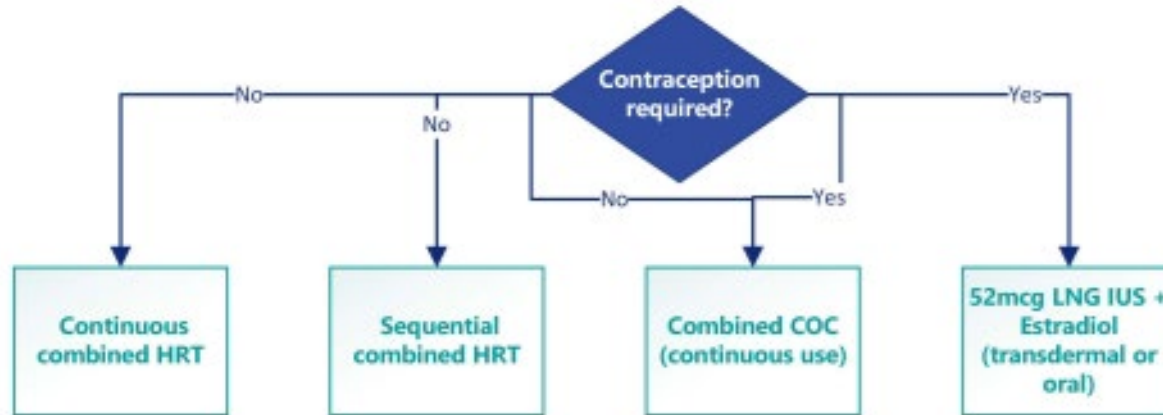 Contraception
required?
No
No
No
Yes
Yes
Continuous
combined HRT
Sequential
combined HRT
Combined COC
(continuous use)
52mcg LNG IUS +
Estradiol
(transdermal or
oral)